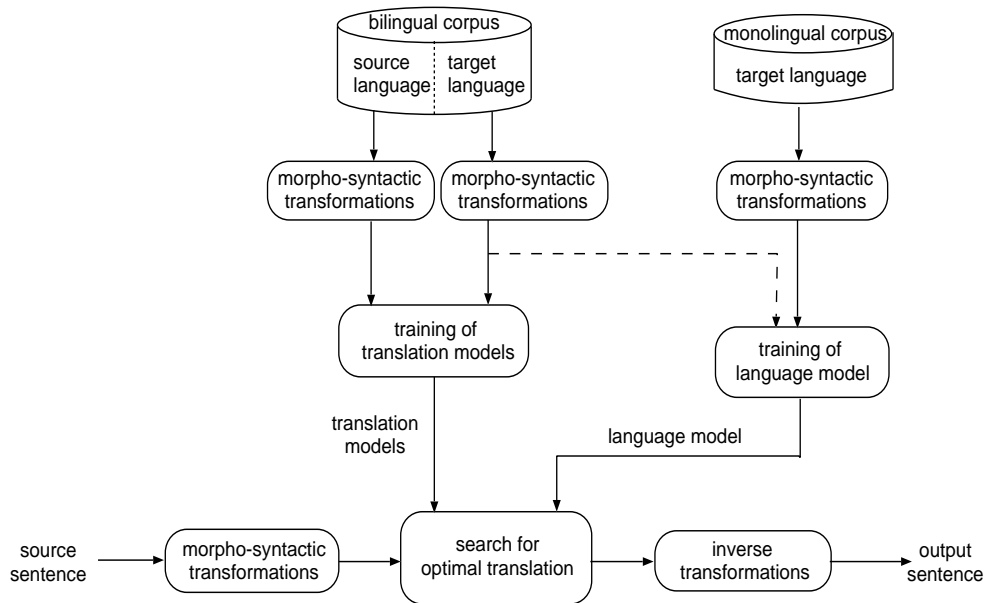 bilingual corpus
source
language
target
language
monolingual corpus
target language
morpho-syntactic
transformations
morpho-syntactic
transformations
morpho-syntactic
transformations
training of
translation models
training of
language model
translation
models
language model
source
sentence
morpho-syntactic
transformations
search for
optimal translation
inverse
transformations
output
sentence